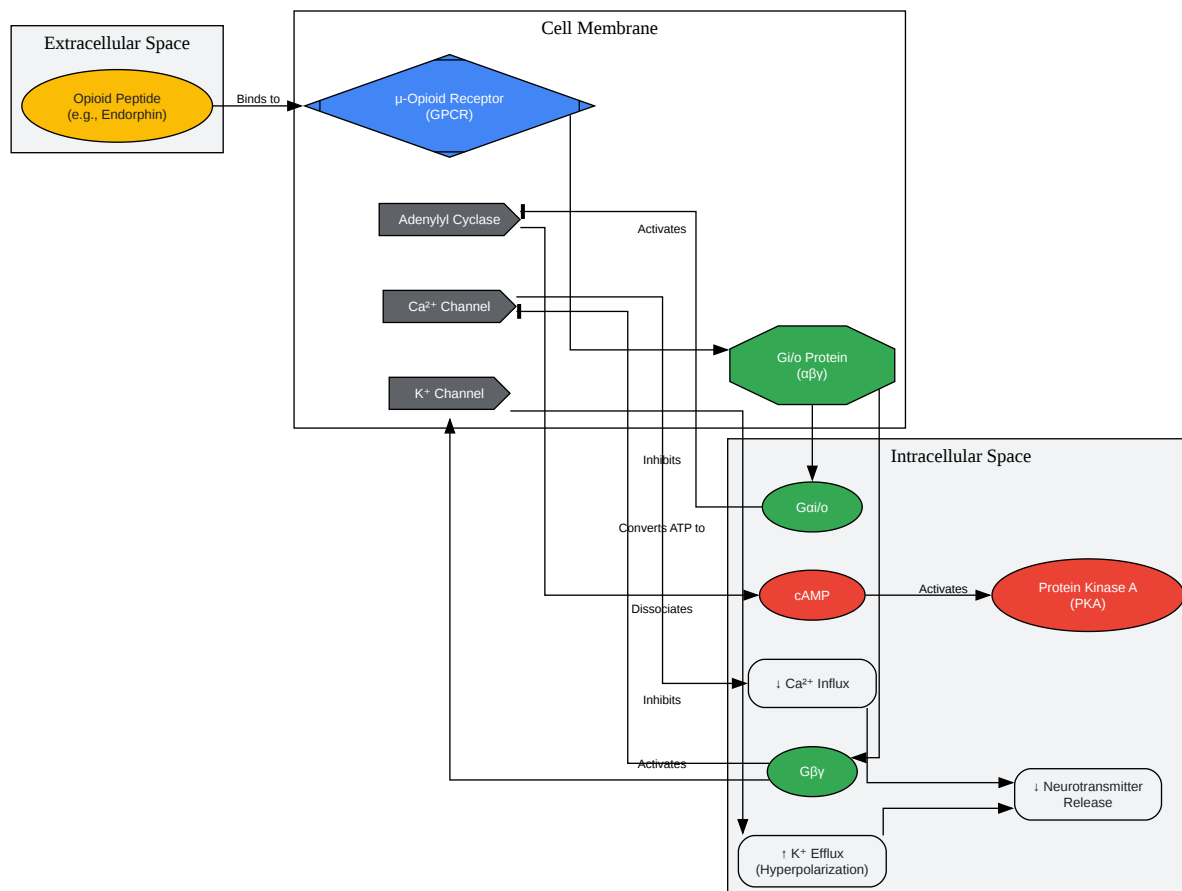 Cell Membrane
Extracellular Space
Opioid Peptide
(e.g., Endorphin)
Binds to
μ-Opioid Receptor
(GPCR)
Adenylyl Cyclase
Activates
Ca²⁺ Channel
Gi/o Protein
(αβγ)
K⁺ Channel
Inhibits
Intracellular Space
Gαi/o
Converts ATP to
cAMP
Activates
Protein Kinase A
(PKA)
Dissociates
↓ Ca²⁺ Influx
Inhibits
Activates
Gβγ
↓ Neurotransmitter
Release
↑ K⁺ Efflux
(Hyperpolarization)